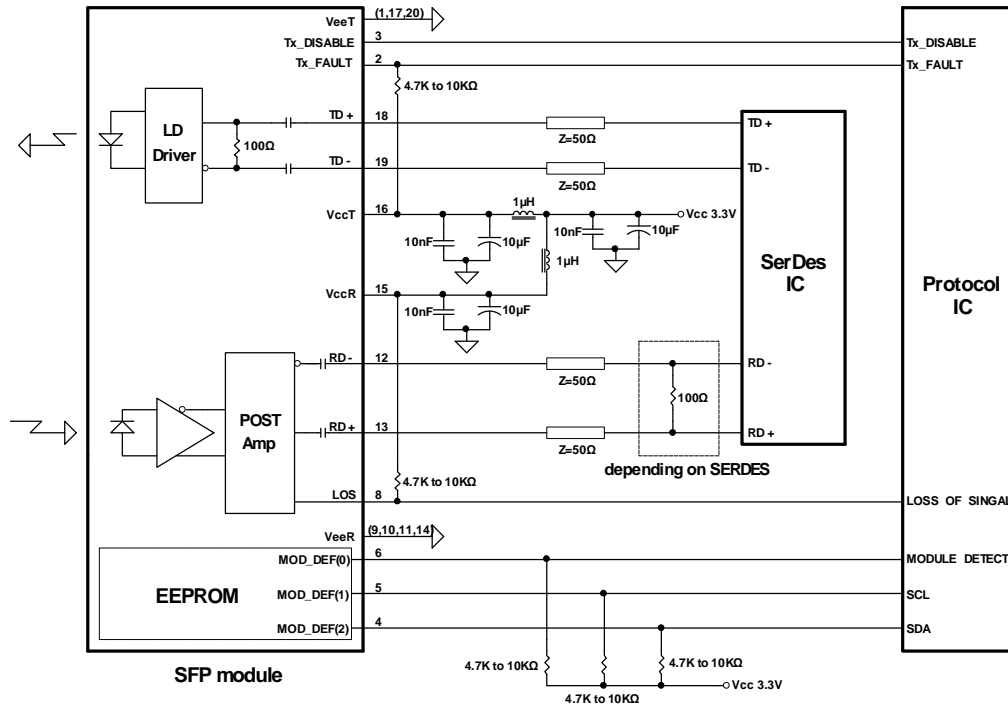 VeeT (1,17,20)
Tx_DISABLE 3 Tx_DISABLE
Tx_FAULT 2 Tx_FAULT
4.7K to 10KΩ
LD
Driver
100Ω
TD+ 18 Z=50Ω TD+
TD- 19 Z=50Ω TD-
VccT 16 1µH Vcc 3.3V
10nF 10µF 10nF 10µF
1µH
SerDes
IC
Protocol
IC
VccR 15
10nF 10µF
RD- 12 Z=50Ω RD-
100Ω
POST
Amp
RD+ 13 Z=50Ω RD+
depending on SERDES
4.7K to 10KΩ
LOS 8 LOSS OF SINGAL
VeeR (9,10,11,14)
EEPROM
MOD_DEF(0) 6 MODULE DETECT
MOD_DEF(1) 5 SCL
MOD_DEF(2) 4 SDA
SFP module
4.7K to 10KΩ 4.7K to 10KΩ
4.7K to 10KΩ
Vcc 3.3V